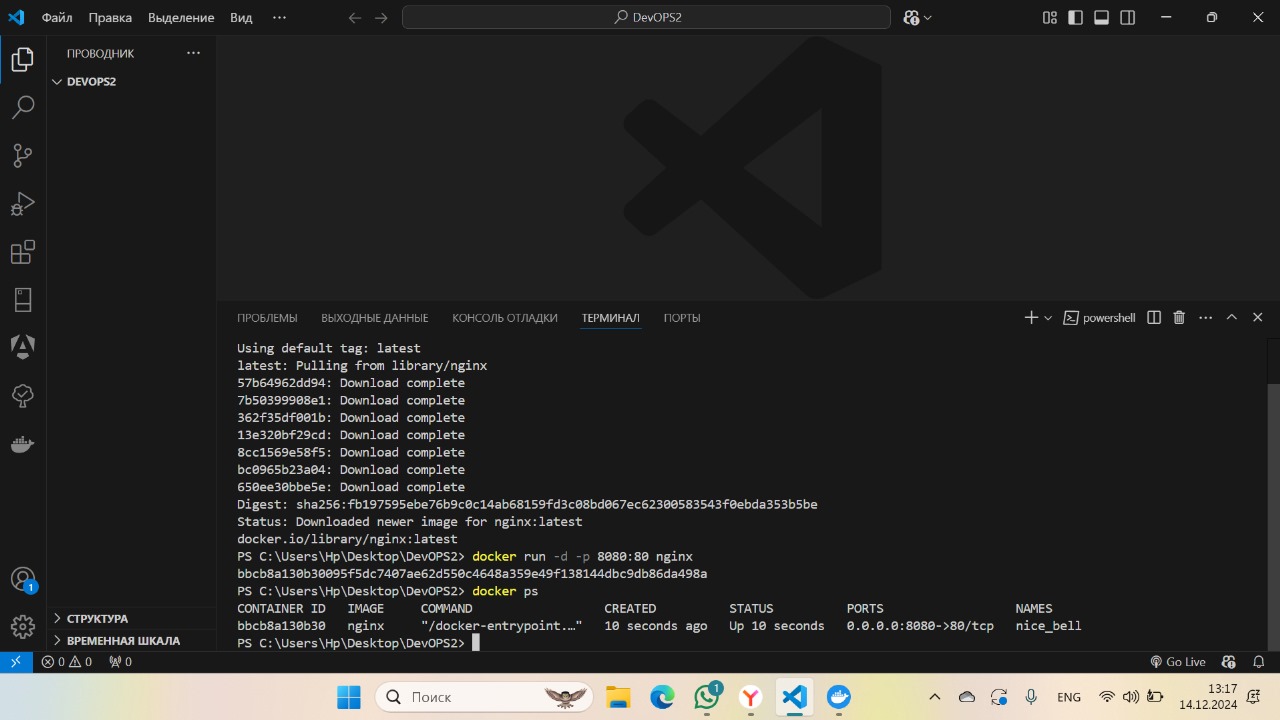 Файл Правка Выделение Вид ···
DevOPS2
ПРОВОДНИК ···
DEVOPS2
ПРОБЛЕМЫ ВЫХОДНЫЕ ДАННЫЕ КОНСОЛЬ ОТЛАДКИ ТЕРМИНАЛ ПОРТЫ
powershell
Using default tag: latest
latest: Pulling from library/nginx
57b64962dd94: Download complete
7b50399908e1: Download complete
362f35df001b: Download complete
13e320bf29cd: Download complete
8cc1569e58f5: Download complete
bc0965b23a04: Download complete
650ee30bbe5e: Download complete
Digest: sha256:fb197595ebe76b9c0c14ab68159fd3c08bd067ec62300583543f0ebda353b5be
Status: Downloaded newer image for nginx:latest
docker.io/library/nginx:latest
PS C:\Users\Hp\Desktop\DevOPS2> docker run -d -p 8080:80 nginx
bbcb8a130b30095f5dc7407ae62d550c4648a359e49f138144dbc9db86da498a
PS C:\Users\Hp\Desktop\DevOPS2> docker ps
CONTAINER ID IMAGE COMMAND CREATED STATUS PORTS NAMES
bbcb8a130b30 nginx "/docker-entrypoint.…" 10 seconds ago Up 10 seconds 0.0.0.0:8080->80/tcp nice_bell
PS C:\Users\Hp\Desktop\DevOPS2>
1
СТРУКТУРА
ВРЕМЕННАЯ ШКАЛА
0 0 0
Go Live
Поиск
1
ENG
13:17
14.12.2024